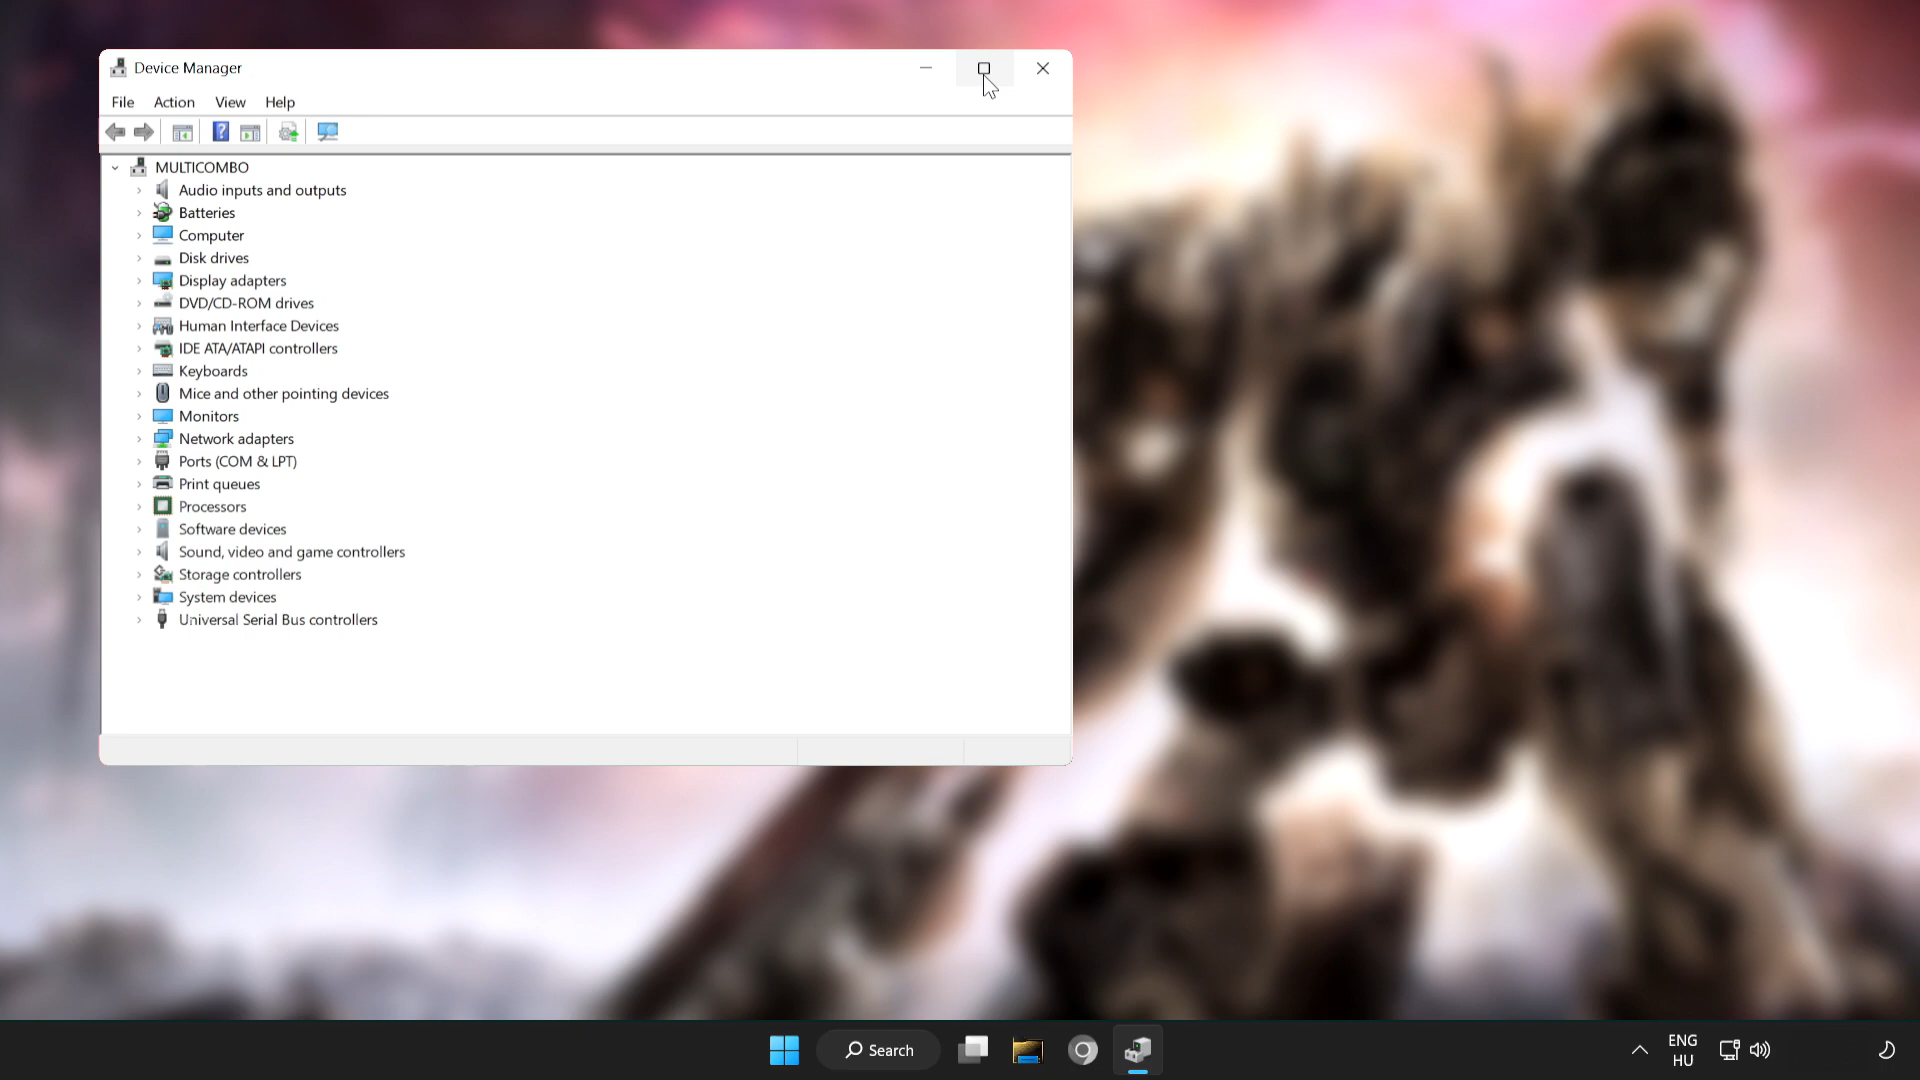 Device Manager
File Action View Help
MULTICOMBO
Audio inputs and outputs
Batteries
Computer
Disk drives
Display adapters
DVD/CD-ROM drives
Human Interface Devices
IDE ATA/ATAPI controllers
Keyboards
Mice and other pointing devices
Monitors
Network adapters
Ports (COM & LPT)
Print queues
Processors
Software devices
Sound, video and game controllers
Storage controllers
System devices
Universal Serial Bus controllers
Search
ENG
HU